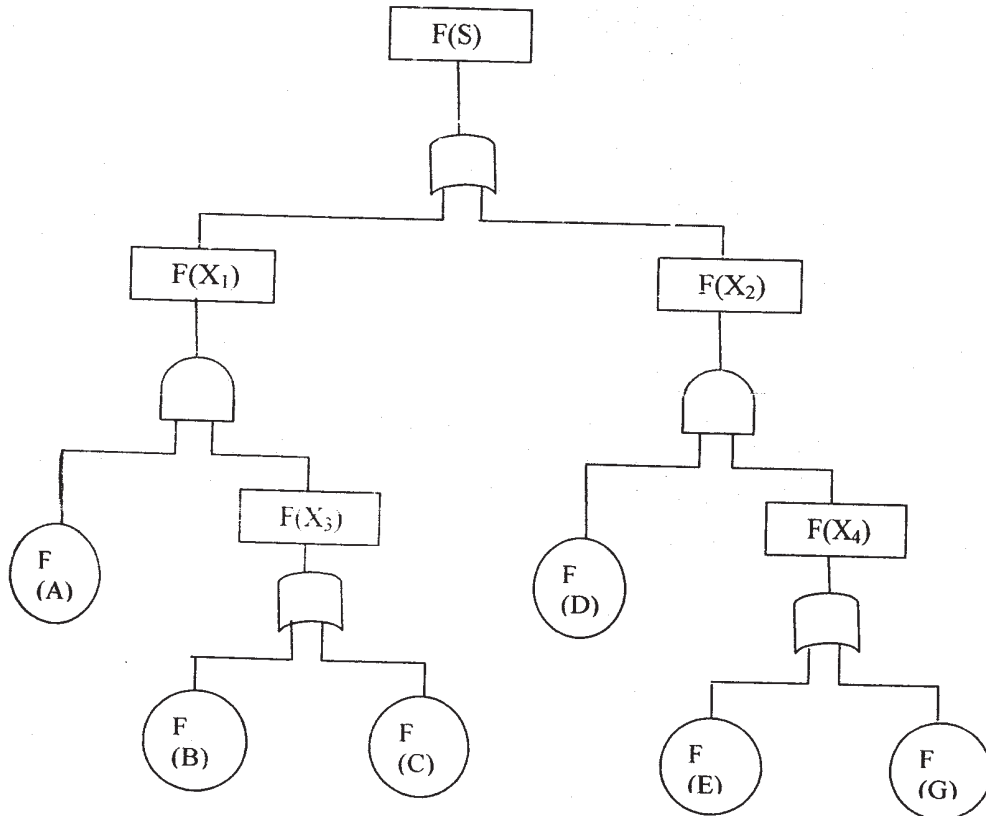 F(S)
F(X₁)
F(X₂)
F(X₃)
F(X₄)
F
(A)
F
(D)
F
(B)
F
(C)
F
(E)
F
(G)